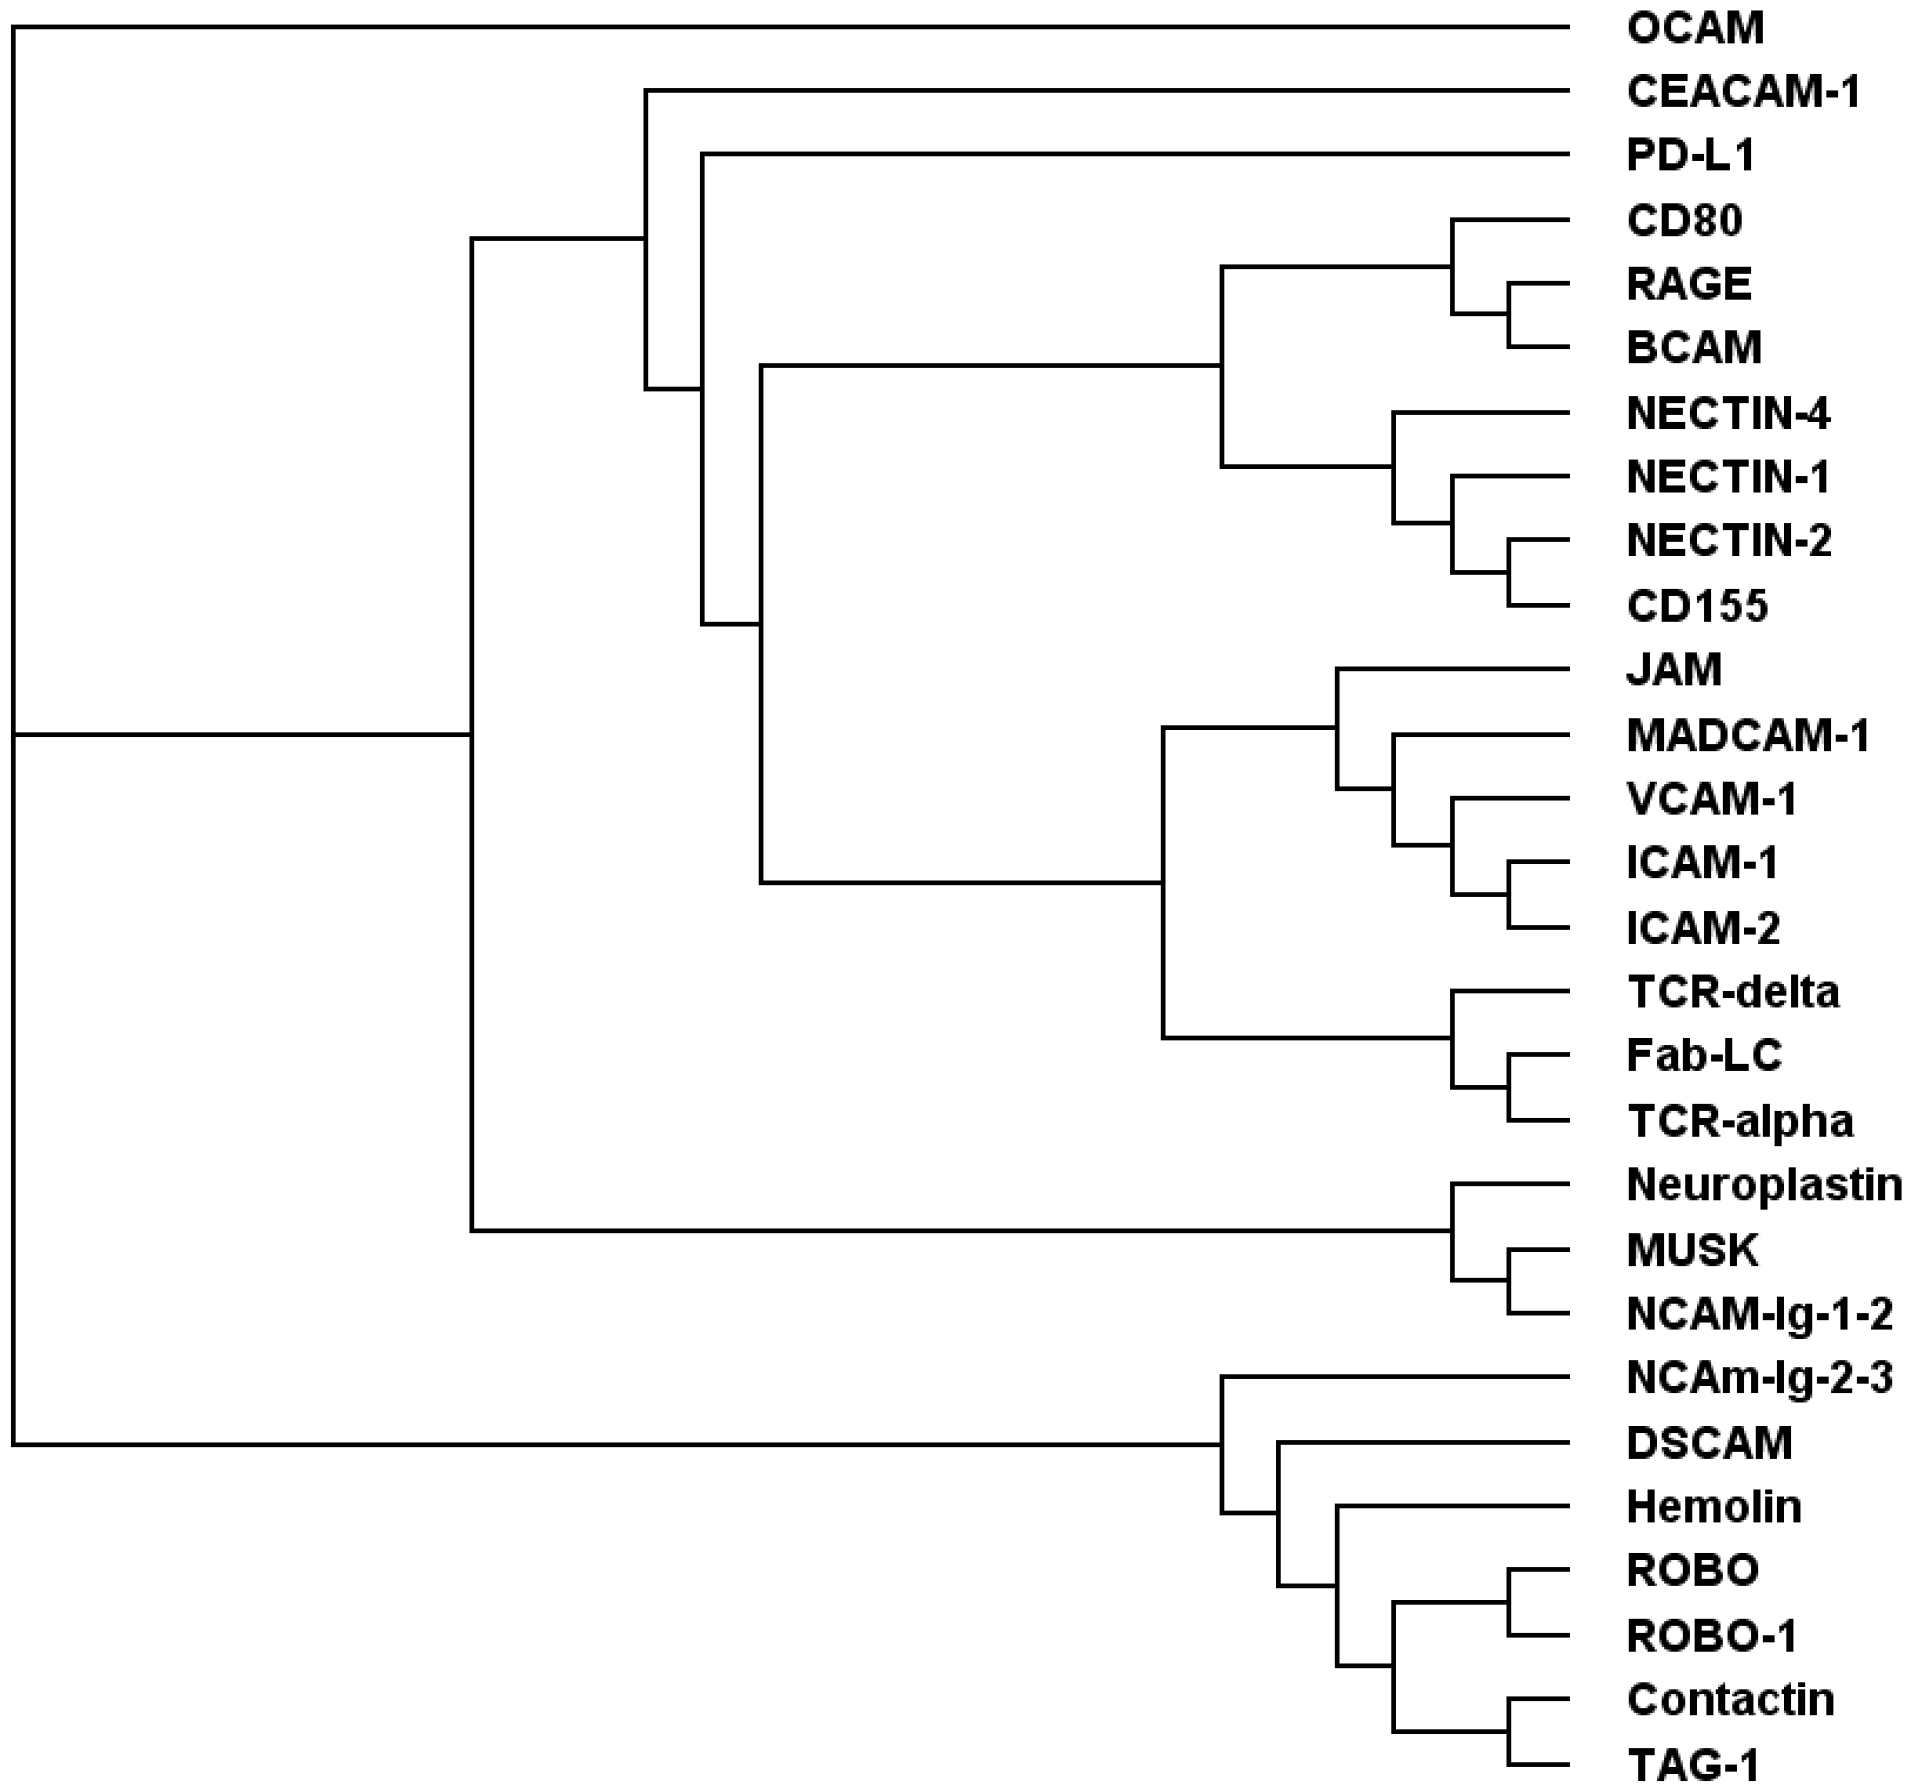 OCAM
CEACAM-1
PD-L1
CD80
RAGE
BCAM
NECTIN-4
NECTIN-1
NECTIN-2
CD155
JAM
MADCAM-1
VCAM-1
ICAM-1
ICAM-2
TCR-delta
Fab-LC
TCR-alpha
Neuroplastin
MUSK
NCAM-Ig-1-2
NCAm-Ig-2-3
DSCAM
Hemolin
ROBO
ROBO-1
Contactin
TAG-1